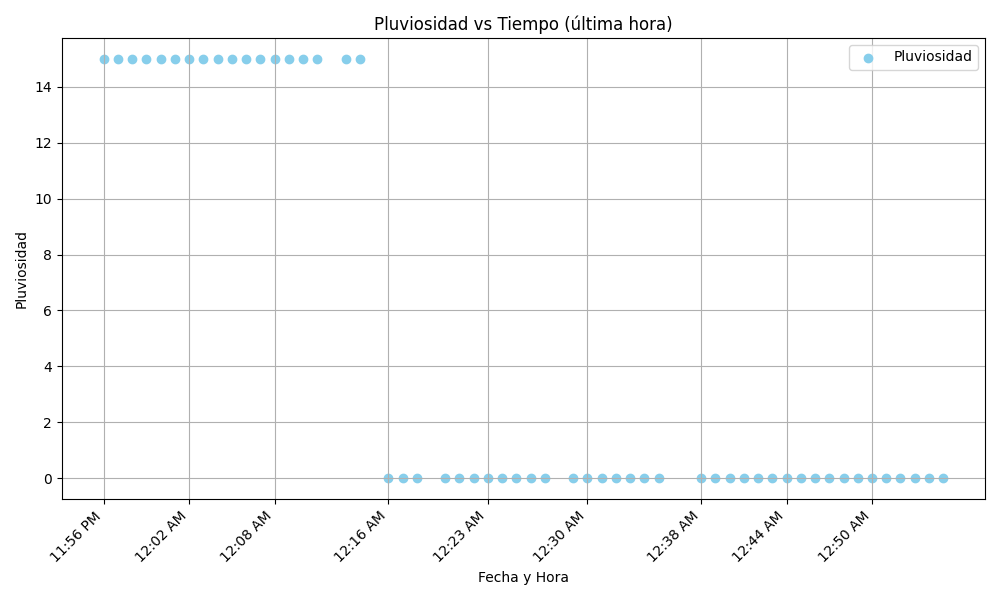 Pluviosidad vs Tiempo (última hora)
Pluviosidad
14
12
10
8
6
4
2
0
Pluviosidad
11:56 PM
12:02 AM
12:08 AM
12:16 AM
12:23 AM
12:30 AM
12:38 AM
12:44 AM
12:50 AM
Fecha y Hora